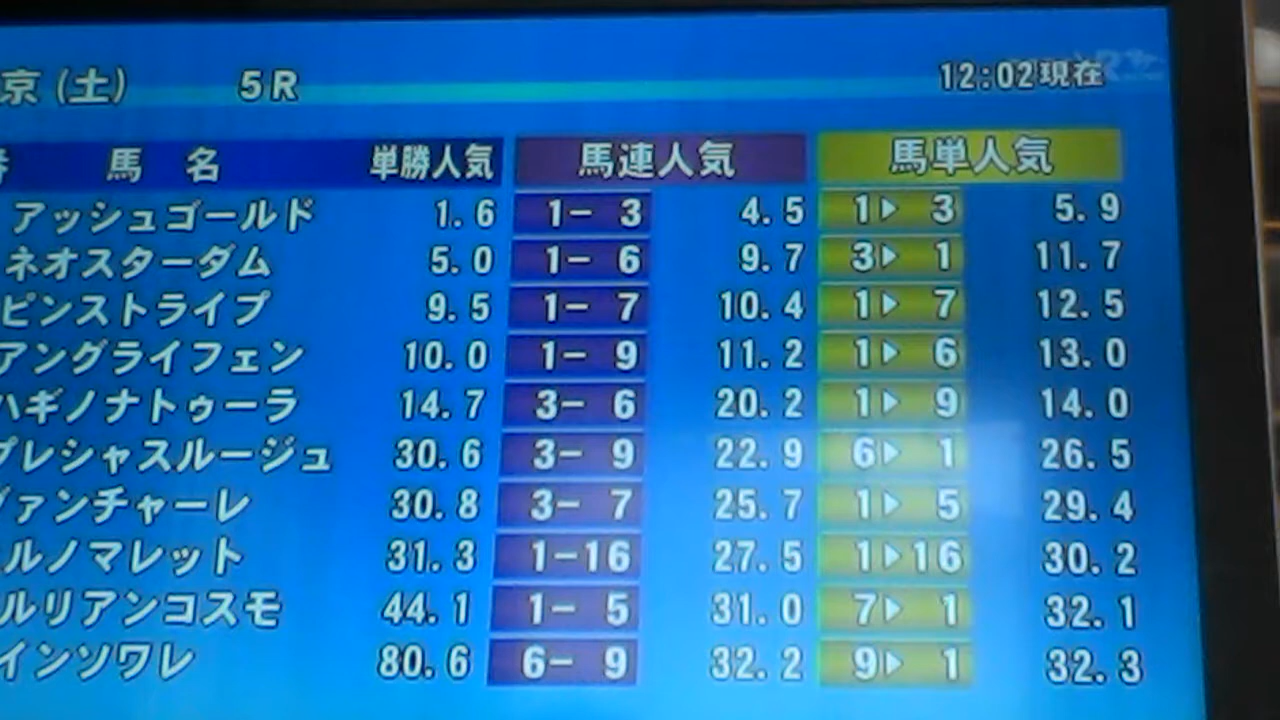 京(土) 5R 12:02現在
馬名 単勝人気 馬連人気 馬単人気
アッシュゴールド 1.6 1- 3 4.5 1▶ 3 5.9
ネオスターダム 5.0 1- 6 9.7 3▶ 1 11.7
ピンストライプ 9.5 1- 7 10.4 1▶ 7 12.5
アングライフェン 10.0 1- 9 11.2 1▶ 6 13.0
ハギノナトゥーラ 14.7 3- 6 20.2 1▶ 9 14.0
プレシャスルージュ 30.6 3- 9 22.9 6▶ 1 26.5
ヴァンチャーレ 30.8 3- 7 25.7 1▶ 5 29.4
ルノマレット 31.3 1-16 27.5 1▶16 30.2
ルリアンコスモ 44.1 1- 5 31.0 7▶ 1 32.1
インソワレ 80.6 6- 9 32.2 9▶ 1 32.3